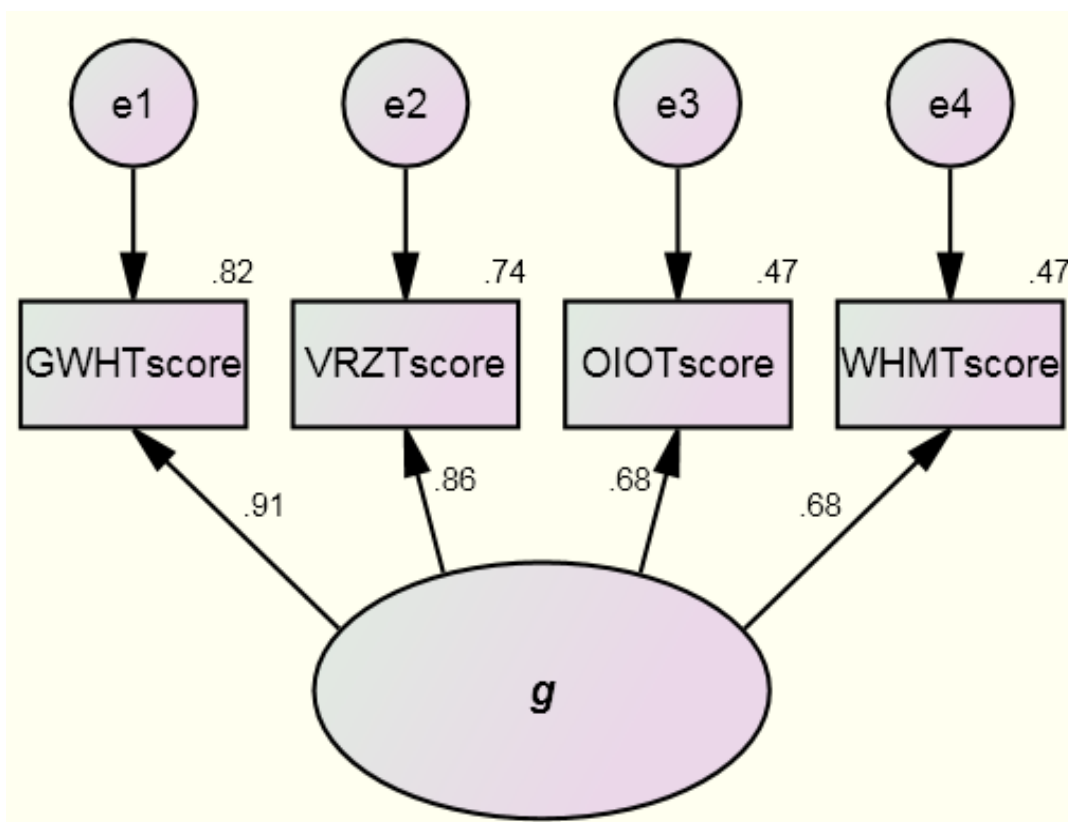 e1
e2
e3
e4
.82
.74
.47
.47
GWHTscore
VRZTscore
OIOTscore
WHMTscore
.91
.86
.68
.68
g